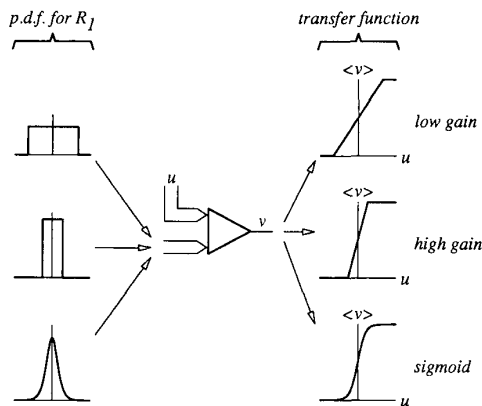 p.d.f. for R1
transfer function
<v>
low gain
u
u
v
<v>
high gain
u
<v>
sigmoid
u